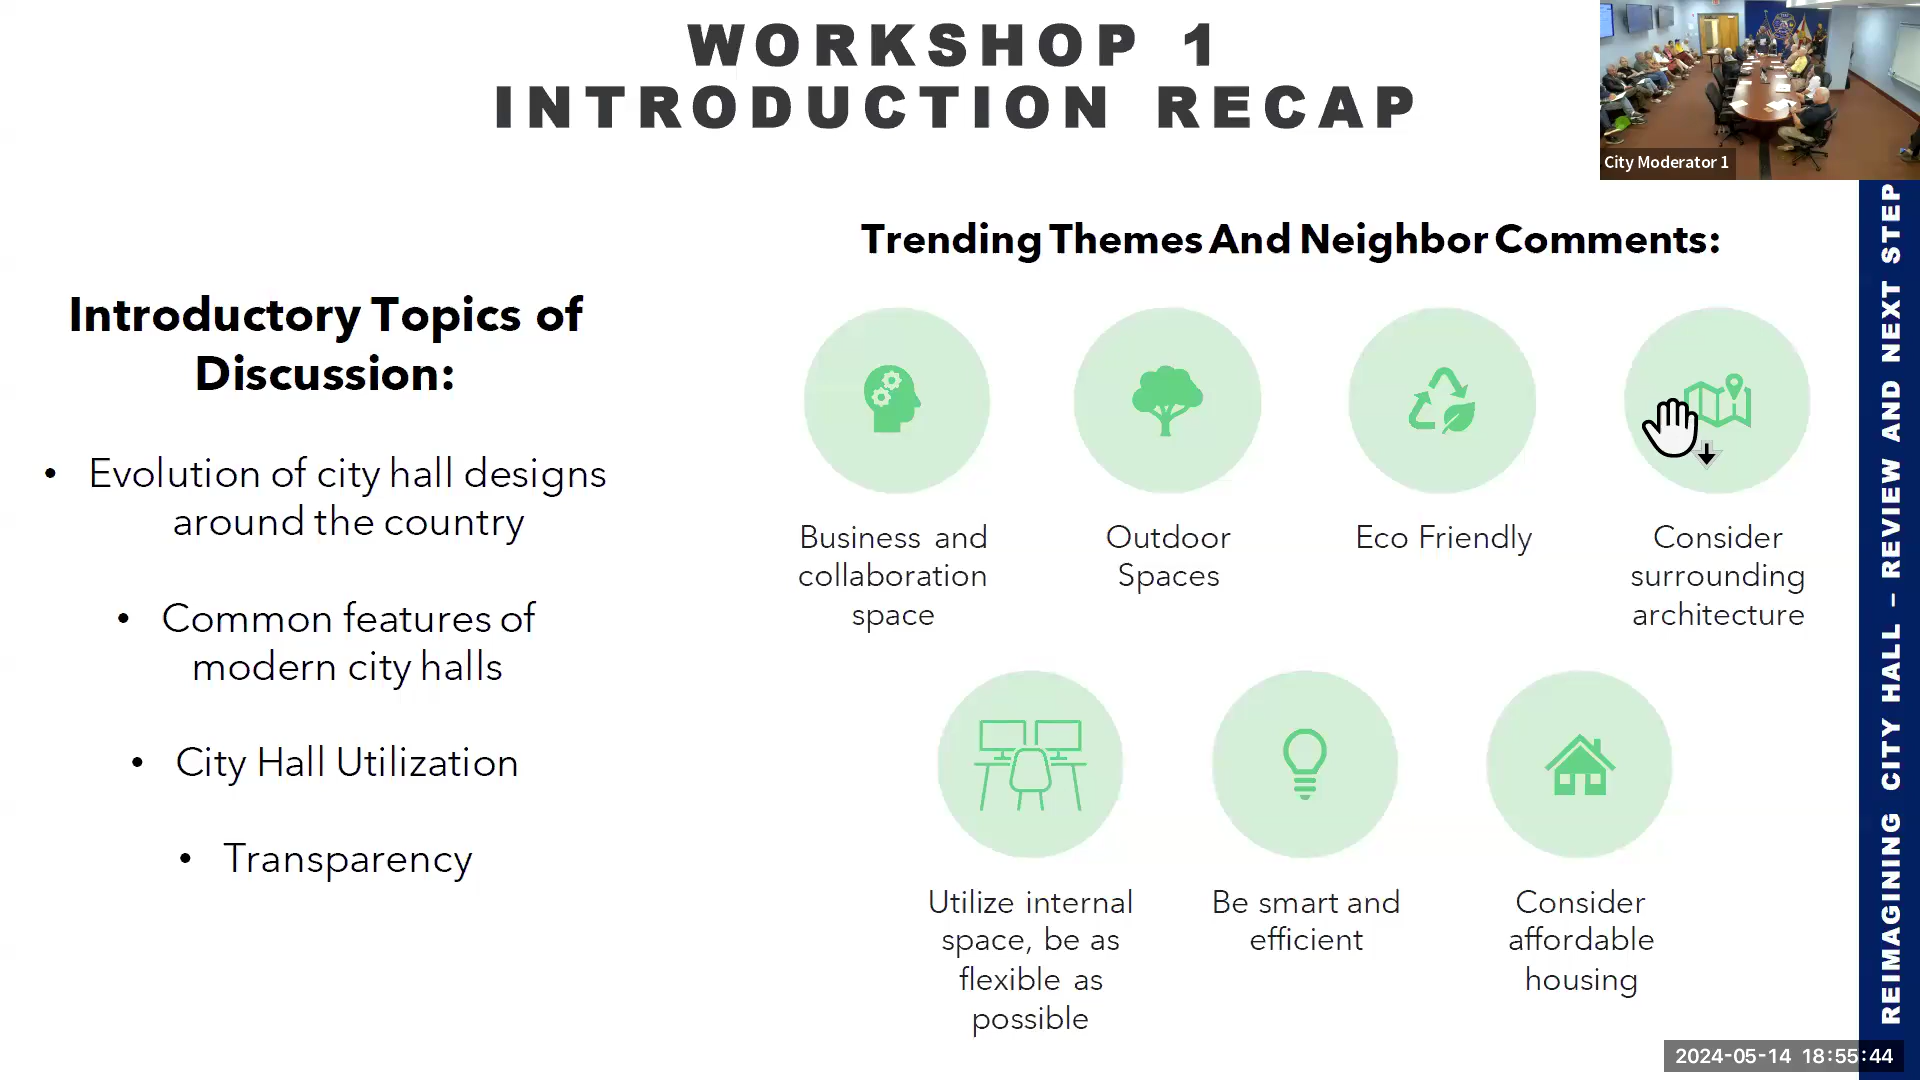 WORKSHOP 1
INTRODUCTION RECAP
City Moderator 1
Trending Themes And Neighbor Comments:
Introductory Topics of
Discussion:
• Evolution of city hall designs
around the country
• Common features of
modern city halls
• City Hall Utilization
• Transparency
Business and
collaboration
space
Outdoor
Spaces
Eco Friendly
Consider
surrounding
architecture
Utilize internal
space, be as
flexible as
possible
Be smart and
efficient
Consider
affordable
housing
REIMAGINING CITY HALL – REVIEW AND NEXT STEP
2024-05-14 18:55:44